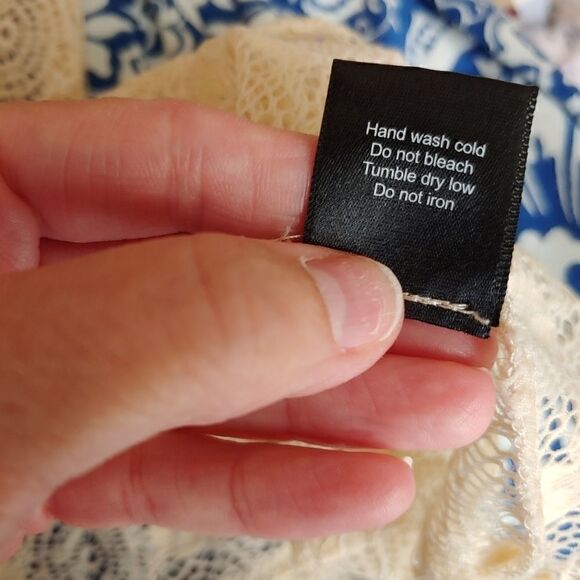 Hand wash cold
Do not bleach
Tumble dry low
Do not iron